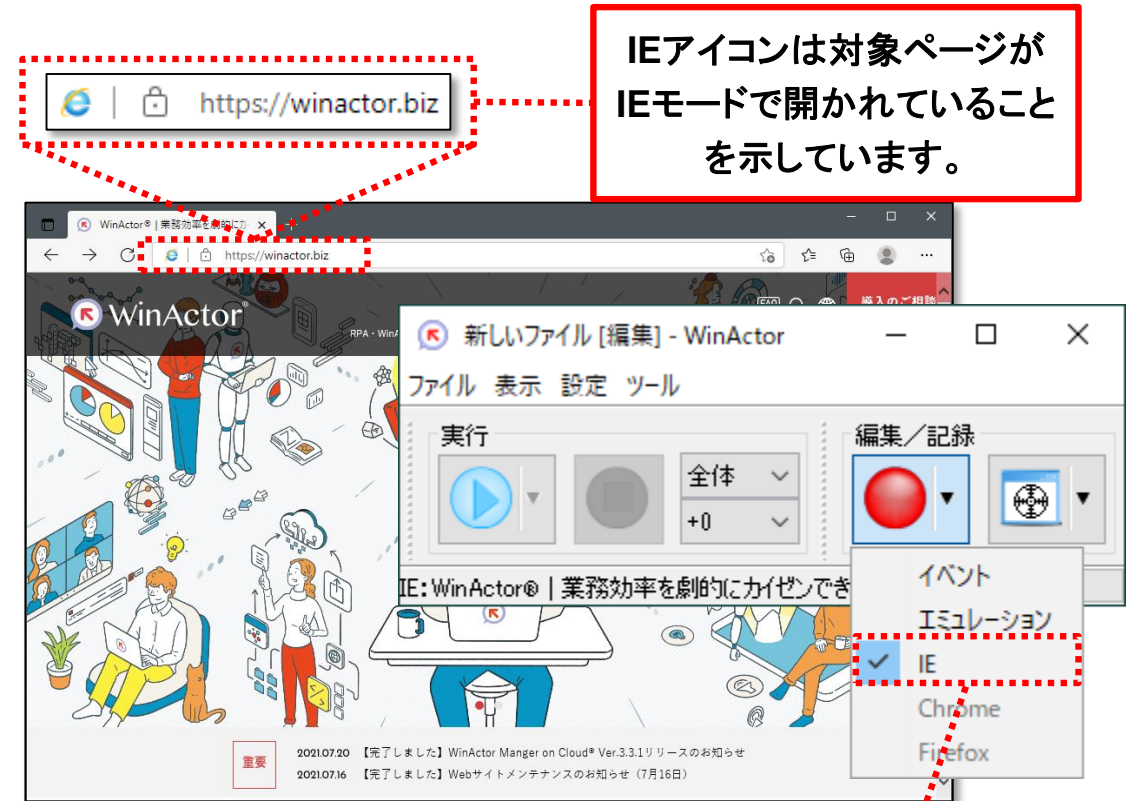 https://winactor.biz
IEアイコンは対象ページが
IEモードで開かれていること
を示しています。
WinActor® | 業務効率を劇的にカ
https://winactor.biz
WinActor®
RPA・WinA
FAQ
導入のご相談
新しいファイル [編集] - WinActor
ファイル 表示 設定 ツール
実行
編集／記録
全体
+0
IE: WinActor® | 業務効率を劇的にカイゼンでき
イベント
エミュレーション
IE
Chrome
Firefox
重要
2021.07.20 【完了しました】WinActor Manger on Cloud® Ver.3.3.1リリースのお知らせ
2021.07.16 【完了しました】Webサイトメンテナンスのお知らせ（7月16日）